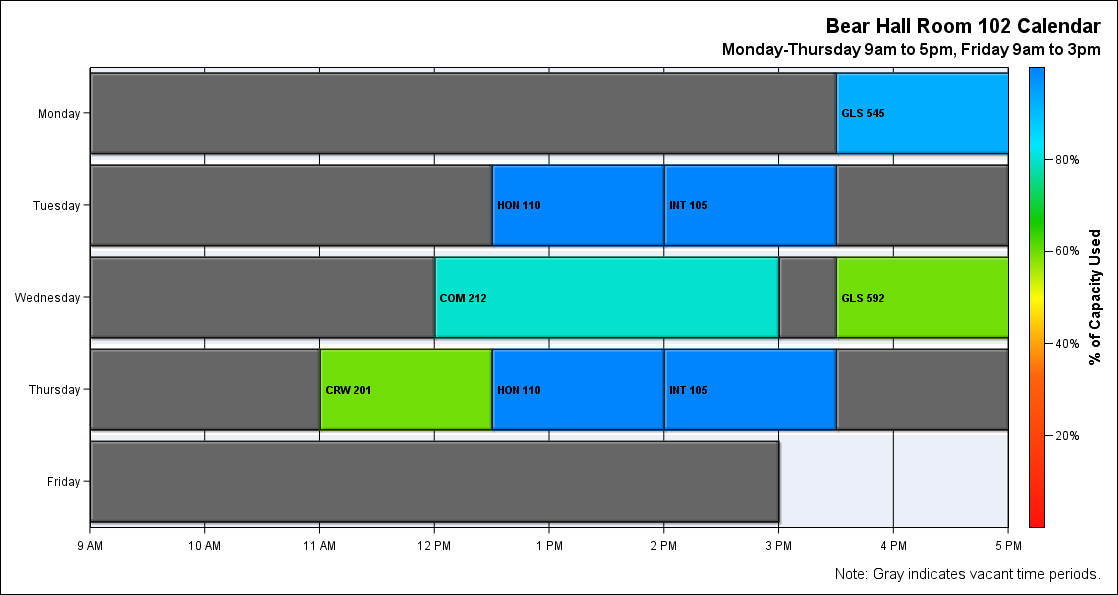 Bear Hall Room 102 Calendar
Monday-Thursday 9am to 5pm, Friday 9am to 3pm
Monday
GLS 545
Tuesday
HON 110
INT 105
Wednesday
COM 212
GLS 592
Thursday
CRW 201
HON 110
INT 105
Friday
9 AM
10 AM
11 AM
12 PM
1 PM
2 PM
3 PM
4 PM
5 PM
80%
60%
40%
20%
% of Capacity Used
Note: Gray indicates vacant time periods.